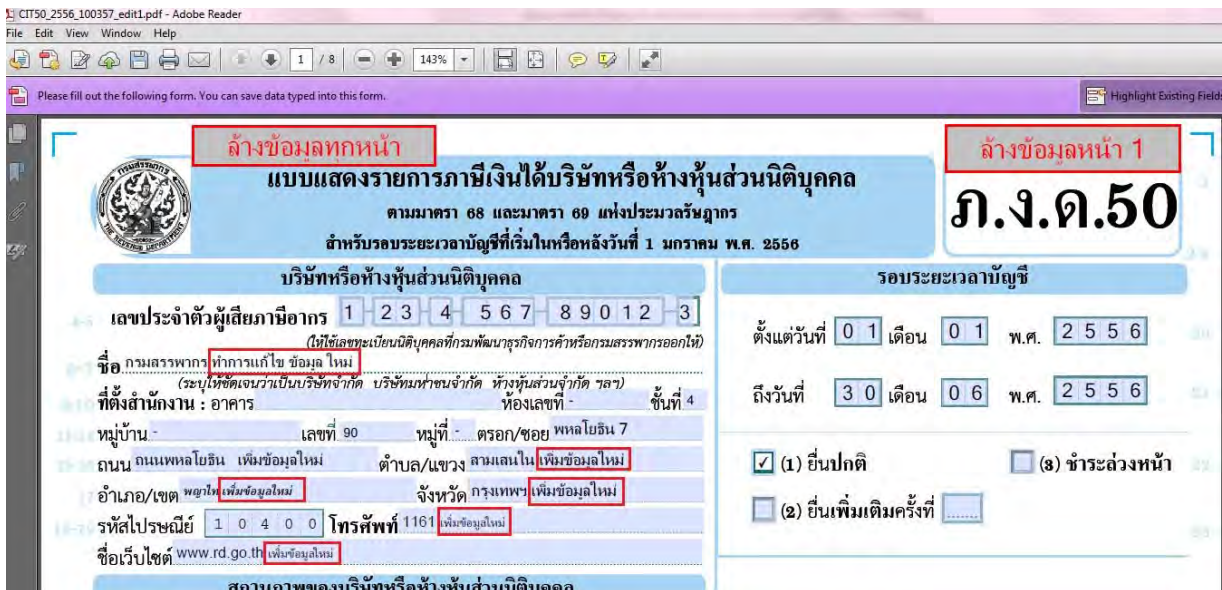 CIT50_2556_100357_edit1.pdf - Adobe Reader
File Edit View Window Help
1 / 8 143%
Please fill out the following form. You can save data typed into this form.
Highlight Existing Fields
ล้างข้อมูลทุกหน้า
ล้างข้อมูลหน้า 1
แบบแสดงรายการภาษีเงินได้บริษัทหรือห้างหุ้นส่วนนิติบุคคล
ตามมาตรา 68 และมาตรา 69 แห่งประมวลรัษฎากร
สำหรับรอบระยะเวลาบัญชีที่เริ่มในหรือหลังวันที่ 1 มกราคม พ.ศ. 2556
ภ.ง.ด.50
กรมสรรพากร
THE REVENUE DEPARTMENT
บริษัทหรือห้างหุ้นส่วนนิติบุคคล
เลขประจำตัวผู้เสียภาษีอากร 1 2 3 4 5 6 7 8 9 0 1 2 3
(ให้ใช้เลขทะเบียนนิติบุคคลที่กรมพัฒนาธุรกิจการค้าหรือกรมสรรพากรออกให้)
ชื่อ กรมสรรพากร ทำการแก้ไข ข้อมูล ใหม่
(ระบุให้ชัดเจนว่าเป็นบริษัทจำกัด บริษัทมหาชนจำกัด ห้างหุ้นส่วนจำกัด ฯลฯ)
ที่ตั้งสำนักงาน : อาคาร ห้องเลขที่ - ชั้นที่ 4
หมู่บ้าน - เลขที่ 90 หมู่ที่ - ตรอก/ซอย พหลโยธิน 7
ถนน ถนนพหลโยธิน เพิ่มข้อมูลใหม่ ตำบล/แขวง สามเสนใน เพิ่มข้อมูลใหม่
อำเภอ/เขต พญาไท เพิ่มข้อมูลใหม่ จังหวัด กรุงเทพฯ เพิ่มข้อมูลใหม่
รหัสไปรษณีย์ 1 0 4 0 0 โทรศัพท์ 1161 เพิ่มข้อมูลใหม่
ชื่อเว็บไซต์ www.rd.go.th เพิ่มข้อมูลใหม่
สถานภาพของบริษัทหรือห้างหุ้นส่วนนิติบุคคล
รอบระยะเวลาบัญชี
ตั้งแต่วันที่ 0 1 เดือน 0 1 พ.ศ. 2 5 5 6
ถึงวันที่ 3 0 เดือน 0 6 พ.ศ. 2 5 5 6
(1) ยื่นปกติ (3) ชำระล่วงหน้า
(2) ยื่นเพิ่มเติมครั้งที่